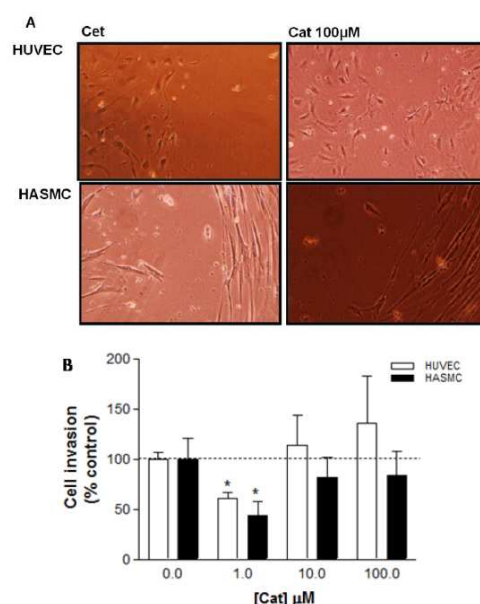 A
Cet
Cat 100µM
HUVEC
HASMC
B
200
150
100
50
0
Cell invasion
(% control)
HUVEC
HASMC
* *
0.0 1.0 10.0 100.0
[Cat] µM